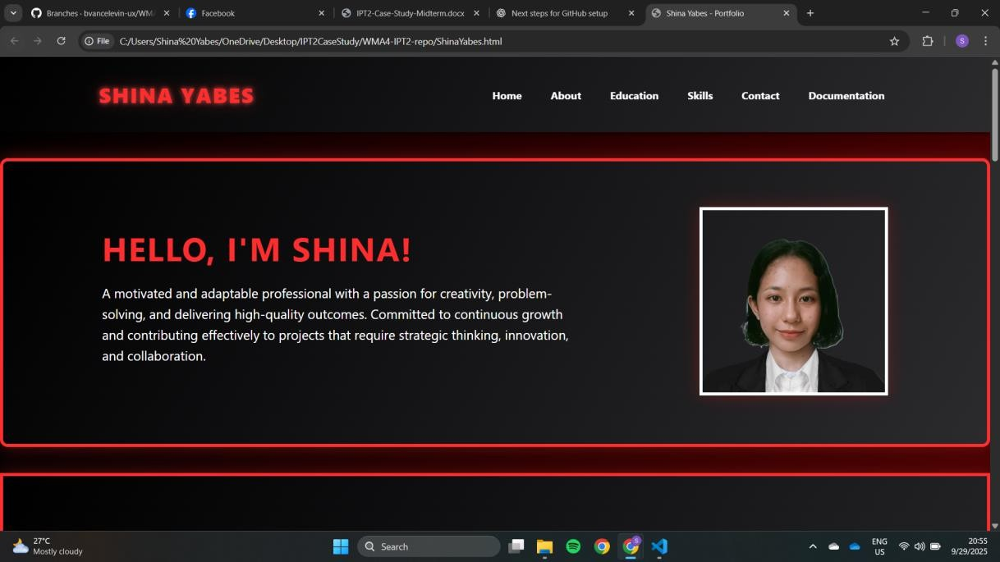 Branches · bvancelevin-ux/WMA
Facebook
IPT2-Case-Study-Midterm.docx
Next steps for GitHub setup
Shina Yabes - Portfolio
File
C:/Users/Shina%20Yabes/OneDrive/Desktop/IPT2CaseStudy/WMA4-IPT2-repo/ShinaYabes.html
S
SHINA YABES
Home
About
Education
Skills
Contact
Documentation
HELLO, I'M SHINA!
A motivated and adaptable professional with a passion for creativity, problem-
solving, and delivering high-quality outcomes. Committed to continuous growth
and contributing effectively to projects that require strategic thinking, innovation,
and collaboration.
27°C
Mostly cloudy
Search
S
ENG
US
20:55
9/29/2025